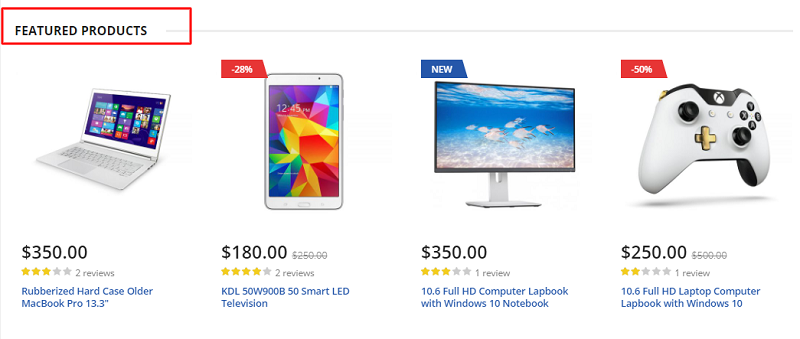 FEATURED PRODUCTS
-28%
NEW
-50%
12:45 PM
$350.00
$180.00 $250.00
$350.00
$250.00 $500.00
2 reviews
2 reviews
1 review
1 review
Rubberized Hard Case Older
MacBook Pro 13.3"
KDL 50W900B 50 Smart LED
Television
10.6 Full HD Computer Lapbook
with Windows 10 Notebook
10.6 Full HD Laptop Computer
Lapbook with Windows 10